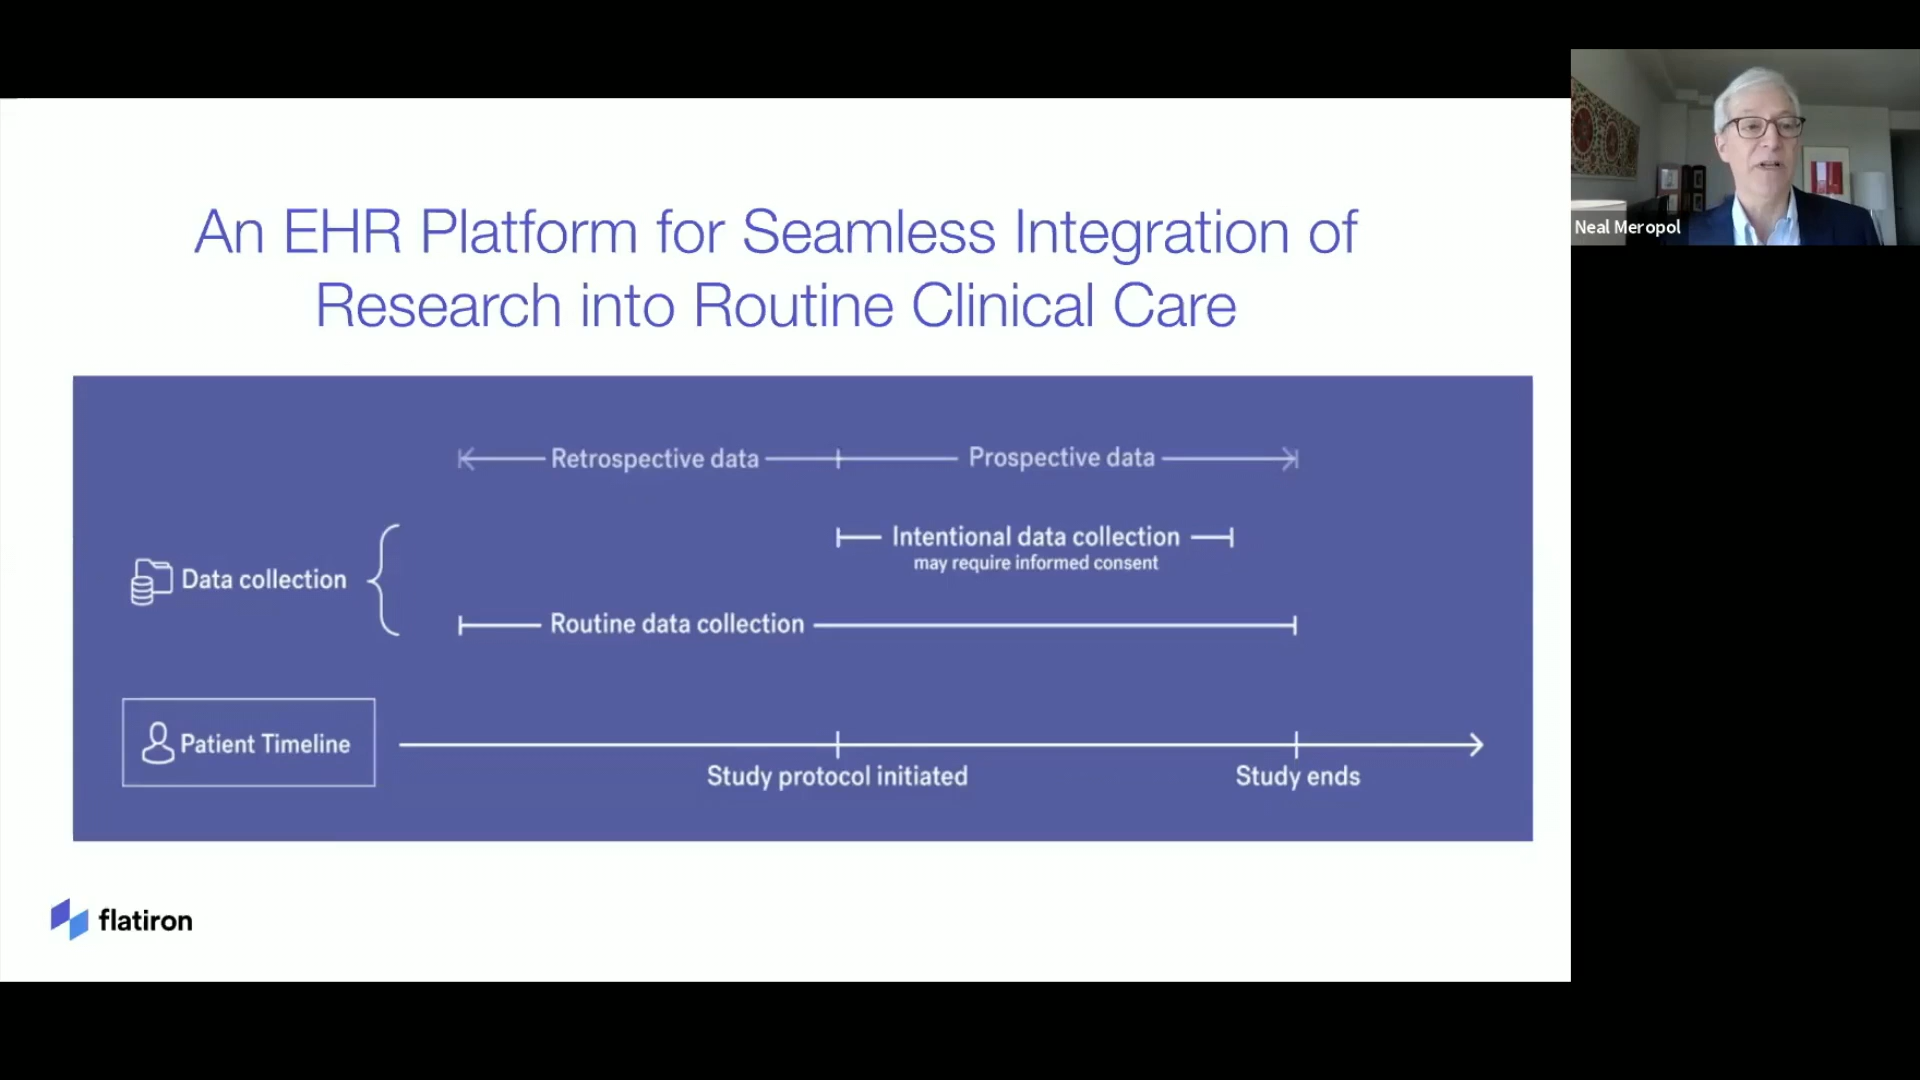 An EHR Platform for Seamless Integration of
Research into Routine Clinical Care
Retrospective data
Prospective data
Intentional data collection
may require informed consent
Data collection
Routine data collection
Patient Timeline
Study protocol initiated
Study ends
flatiron
Neal Meropol